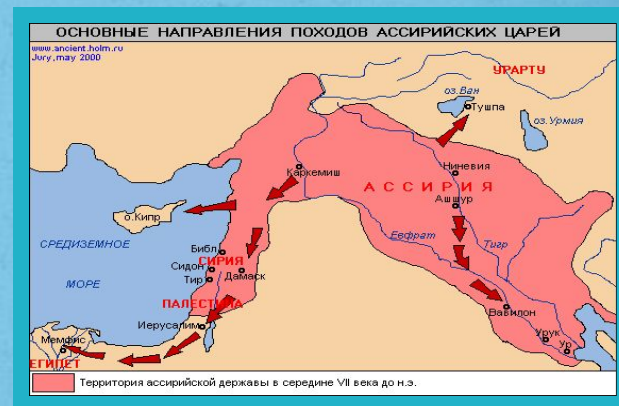 ОСНОВНЫЕ НАПРАВЛЕНИЯ ПОХОДОВ АССИРИЙСКИХ ЦАРЕЙ
www.ancient.holm.ru
Jury, may 2000
УРАРТУ
оз.Ван
Тушпа
оз.Урмия
Каркемиш
Ниневия
АССИРИЯ
Ашшур
о.Кипр
Евфрат
Тигр
СРЕДИЗЕМНОЕ
МОРЕ
Библ
СИРИЯ
Сидон
Дамаск
Тир
ПАЛЕСТИНА
Вавилон
Иерусалим
Урук
Ур
Мемфис
ЕГИПЕТ
Территория ассирийской державы в середине VII века до н.э.